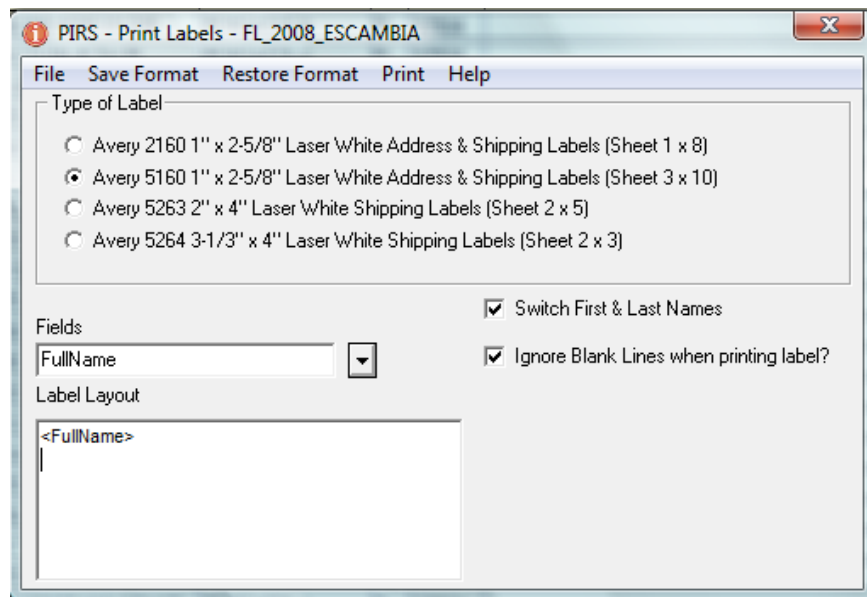 PIRS - Print Labels - FL_2008_ESCAMBIA
File Save Format Restore Format Print Help
Type of Label
Avery 2160 1" x 2-5/8" Laser White Address & Shipping Labels (Sheet 1 x 8)
Avery 5160 1" x 2-5/8" Laser White Address & Shipping Labels (Sheet 3 x 10)
Avery 5263 2" x 4" Laser White Shipping Labels (Sheet 2 x 5)
Avery 5264 3-1/3" x 4" Laser White Shipping Labels (Sheet 2 x 3)
Switch First & Last Names
Fields
FullName
Ignore Blank Lines when printing label?
Label Layout
<FullName>